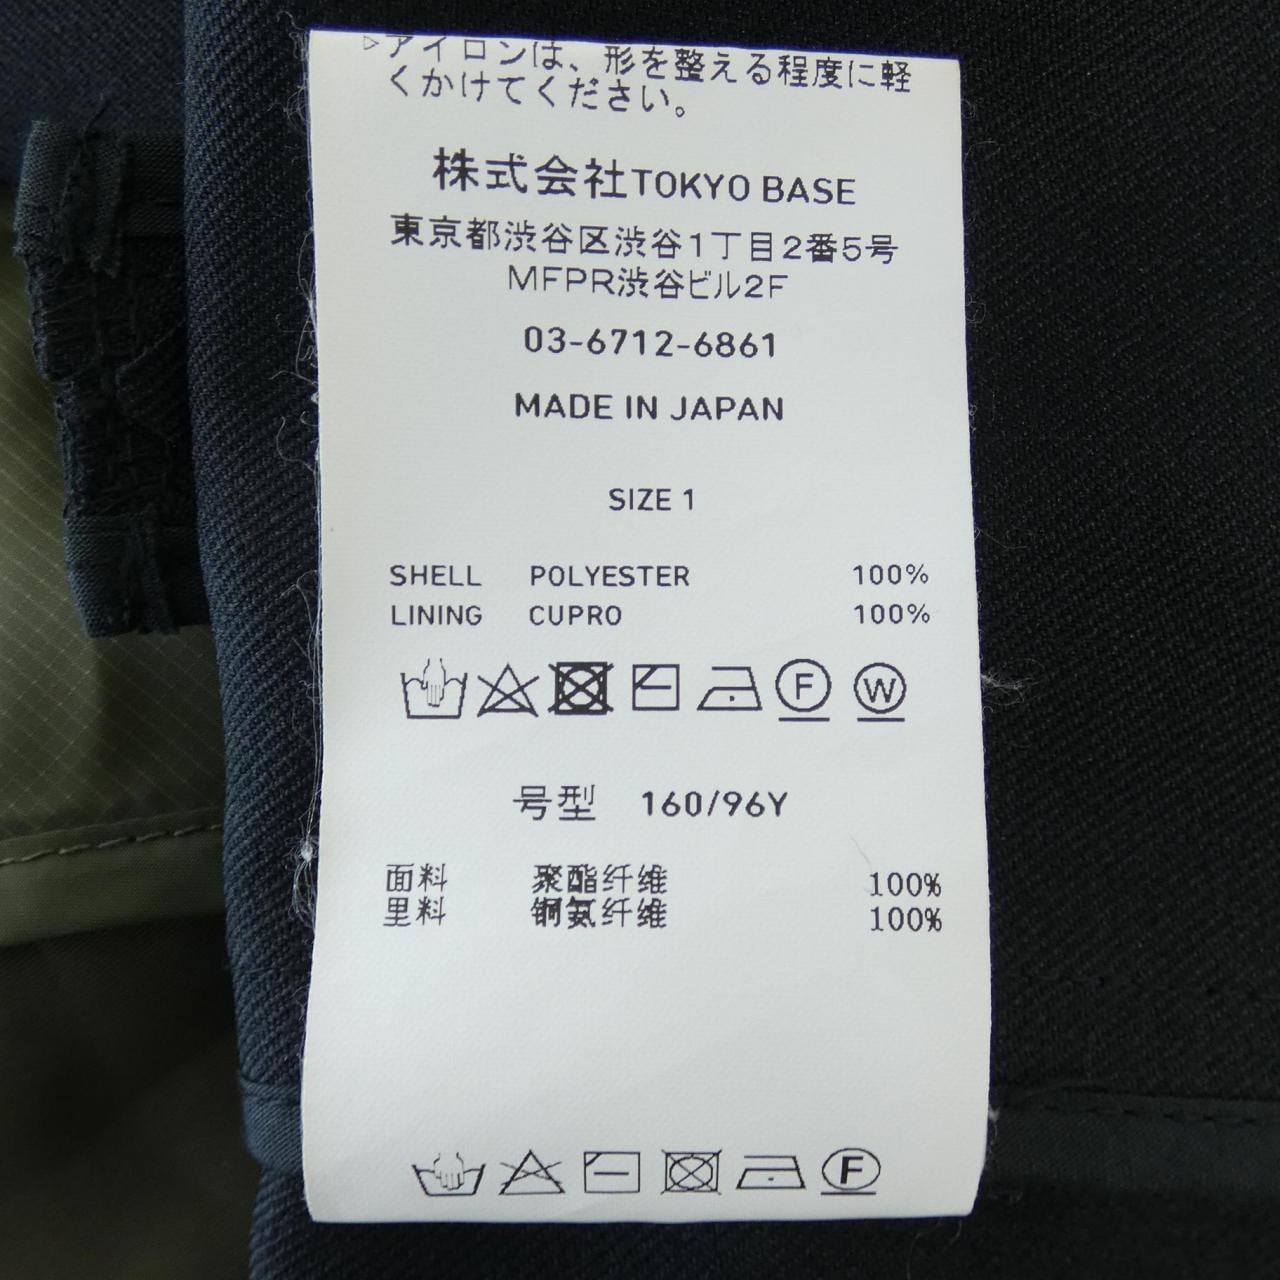 ▷アイロンは、形を整える程度に軽
くかけてください。
株式会社TOKYO BASE
東京都渋谷区渋谷1丁目2番5号
MFPR渋谷ビル2F
03-6712-6861
MADE IN JAPAN
SIZE 1
SHELL POLYESTER 100%
LINING CUPRO 100%
F W
号型 160/96Y
面料 聚酯纤维 100%
里料 铜氨纤维 100%
F